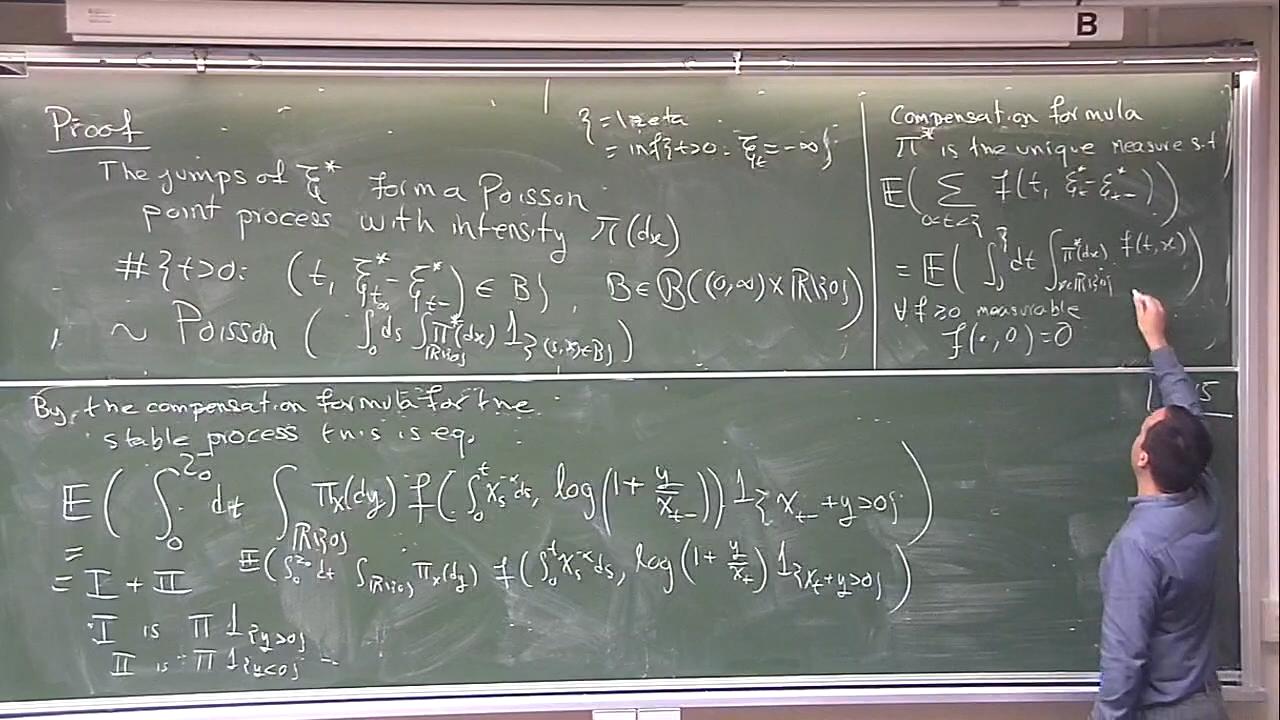 B
Proof
The jumps of ξ* form a Poisson
point process with intensity π(dx)
#{t>0: (t, ξ*_t - ξ*_{t-}) ∈ B}, B ∈ B((0,∞)×ℝ\{0})
~ Poisson ( ∫_0^∞ ds ∫_{ℝ\{0}} Π*(dx) 1_{(s,x)∈B} )
ζ = \zeta
= inf{t>0 : ξ_t = -∞}
Compensation formula
Π* is the unique measure s.t
𝔼( Σ_{0<t<ζ} f(t, ξ*_t - ξ*_{t-}) )
= 𝔼( ∫_0^ζ dt ∫_{x∈ℝ\{0}} Π*(dx) f(t,x) )
∀ f ≥ 0 measurable
f(·,0)=0
By the compensation formula for the
stable process this is eq.
𝔼( ∫_0^{τ_0} dt ∫_{ℝ\{0}} Π_X(dy) f( ∫_0^t X_s^{-α} ds, log(1 + y/X_{t-}) ) 1_{X_{t-}+y>0} )
= 𝔼( ∫_0^{τ_0} dt ∫_{ℝ\{0}} Π_X(dy) f( ∫_0^t X_s^{-α} ds, log(1 + y/X_t) ) 1_{X_t+y>0} )
= I + II
I is Π 1_{y>0}
II is Π 1_{y<0}
5